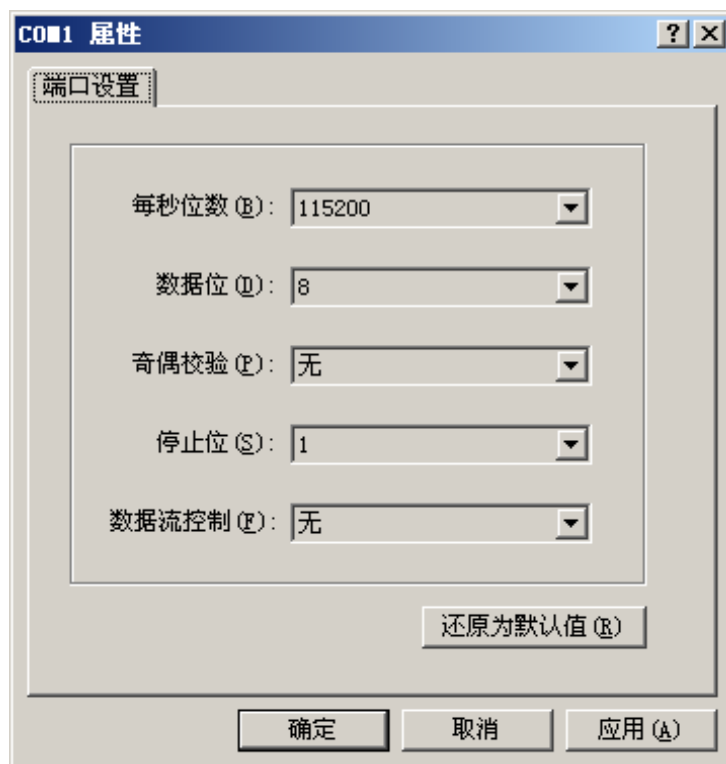 COM1 属性
端口设置
每秒位数(B): 115200
数据位(D): 8
奇偶校验(P): 无
停止位(S): 1
数据流控制(F): 无
还原为默认值(R)
确定 取消 应用(A)